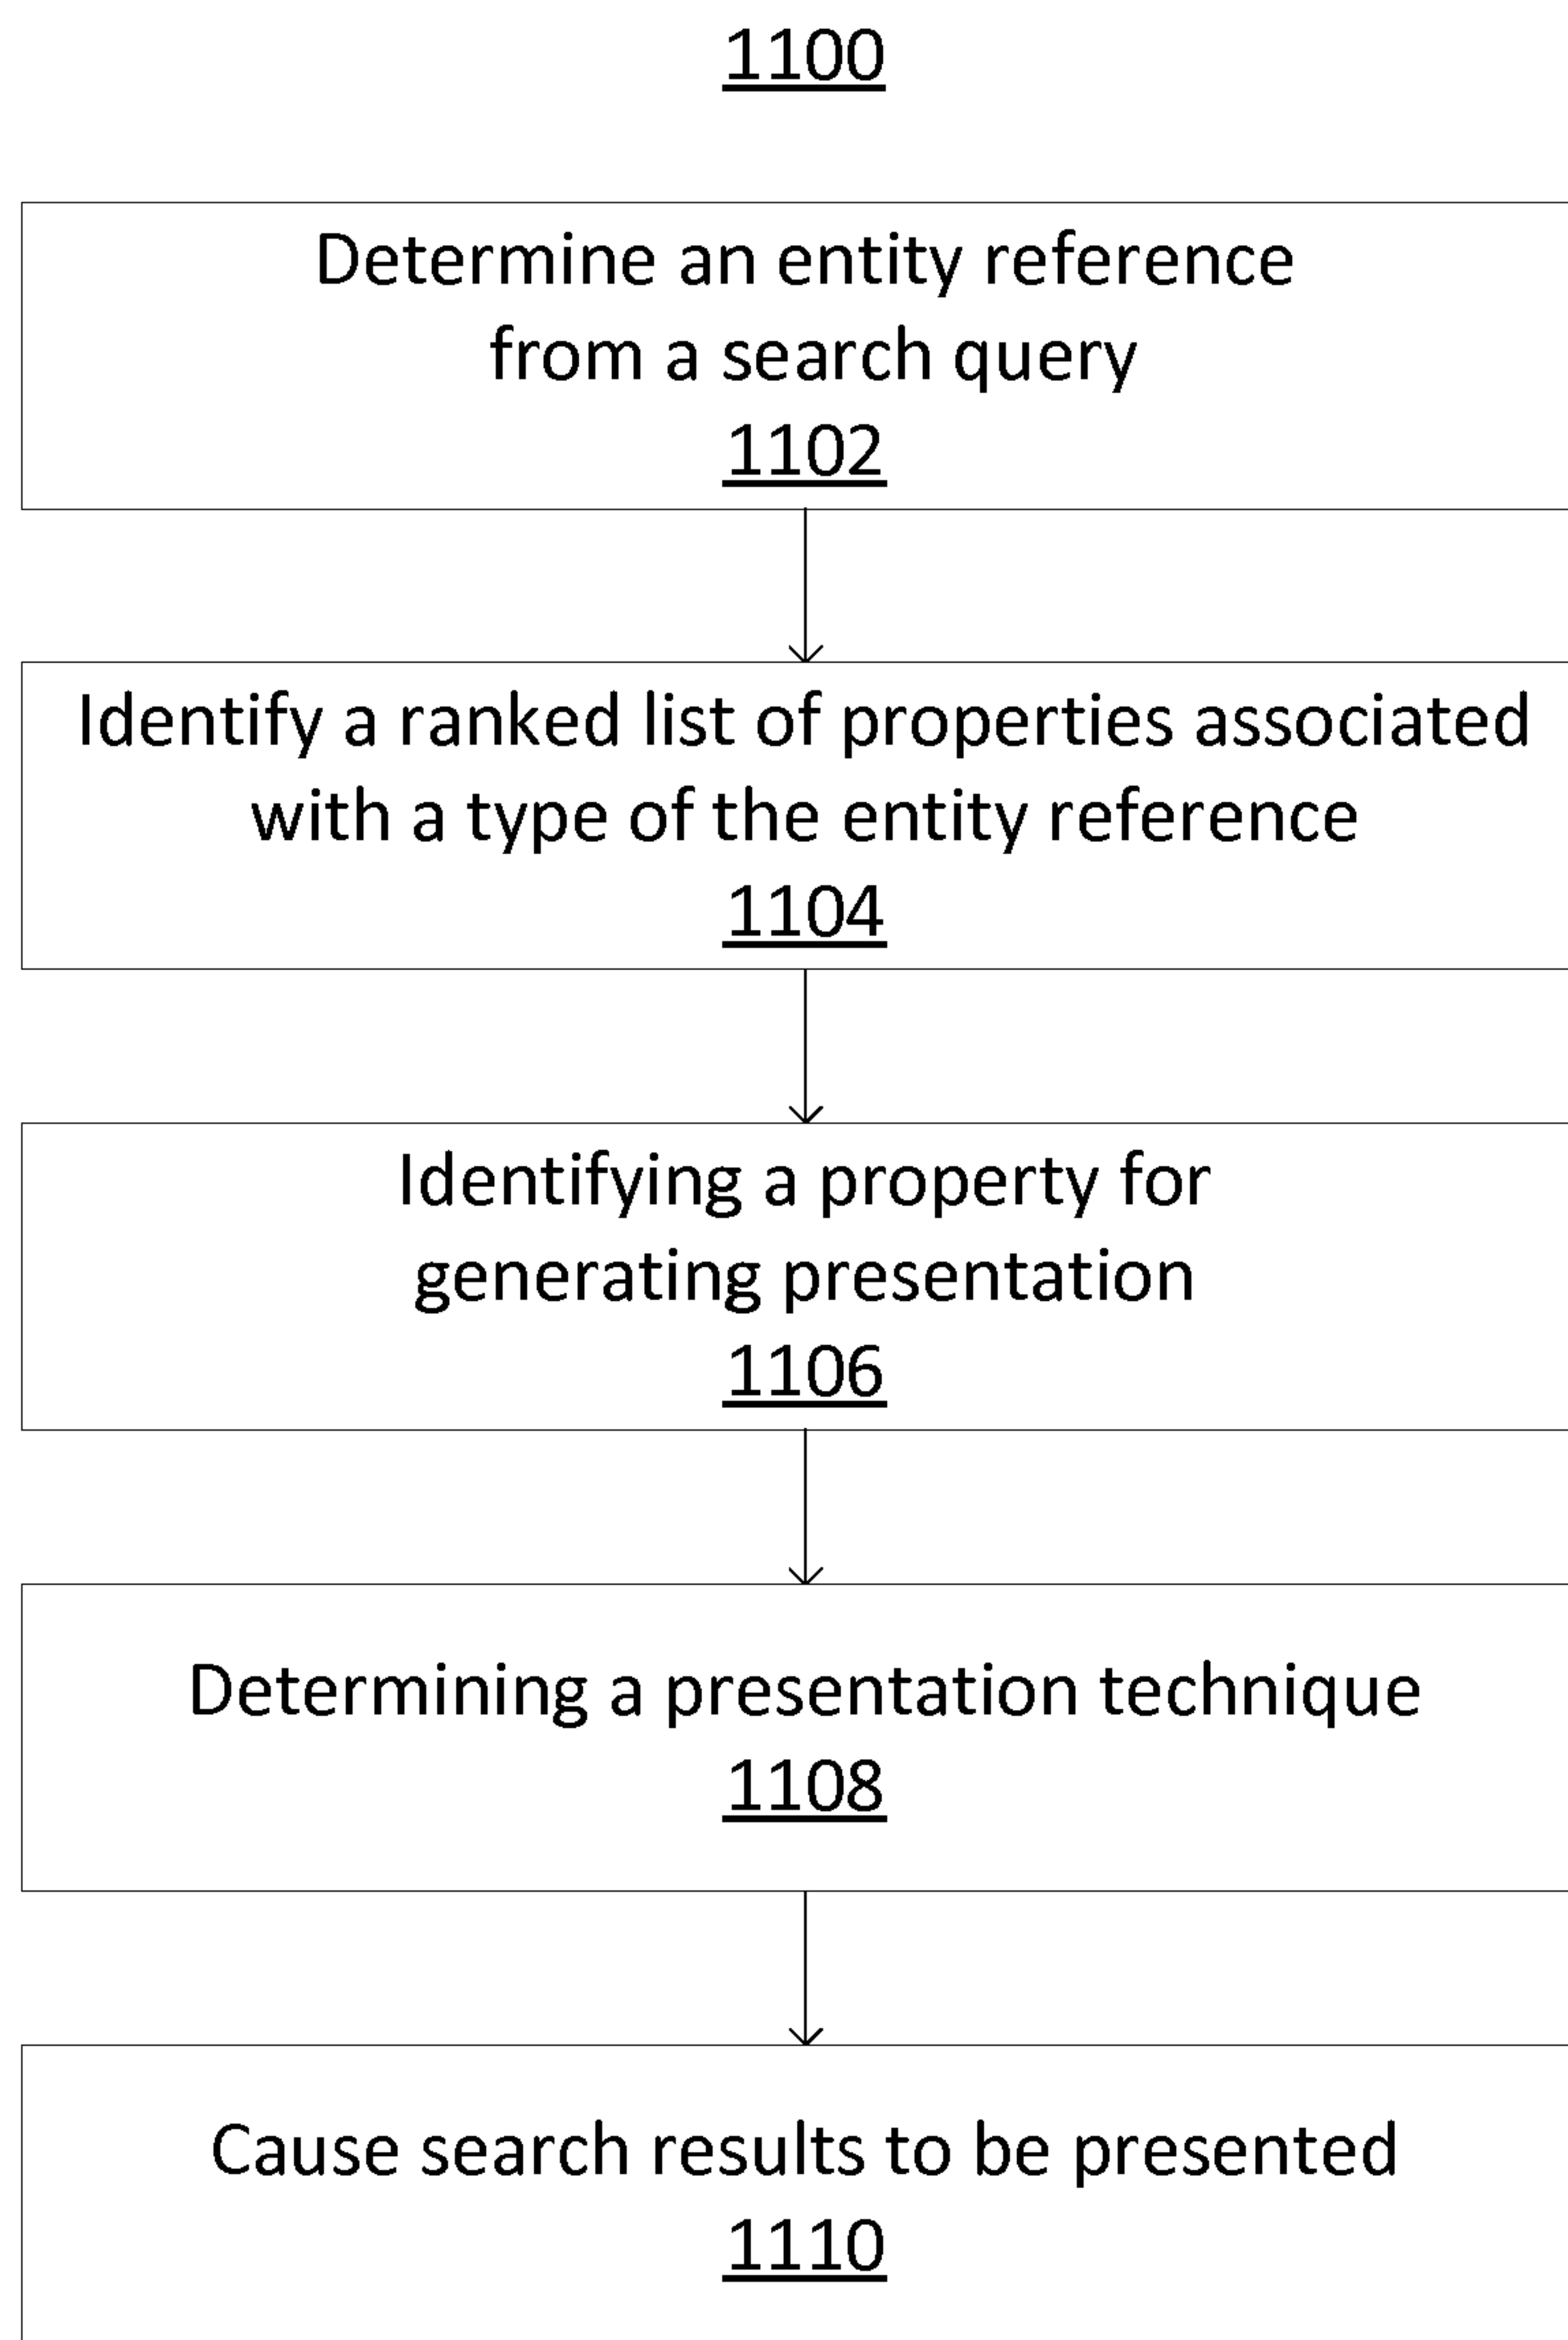 1100
Determine an entity reference
from a search query
1102
Identify a ranked list of properties associated
with a type of the entity reference
1104
Identifying a property for
generating presentation
1106
Determining a presentation technique
1108
Cause search results to be presented
1110